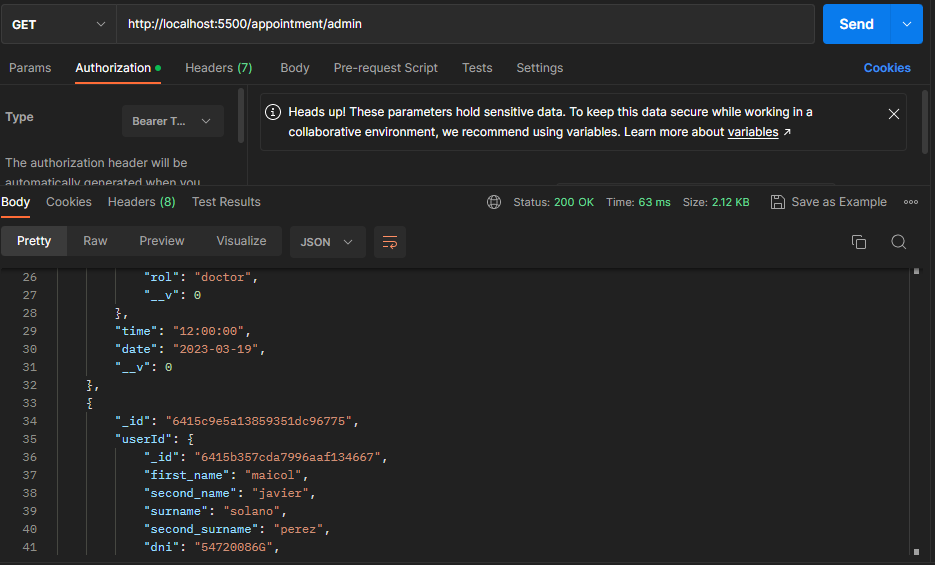 GET http://localhost:5500/appointment/admin Send
Params Authorization Headers (7) Body Pre-request Script Tests Settings Cookies
Type Bearer T...
The authorization header will be
automatically generated when you
Heads up! These parameters hold sensitive data. To keep this data secure while working in a
collaborative environment, we recommend using variables. Learn more about variables ↗
Body Cookies Headers (8) Test Results Status: 200 OK Time: 63 ms Size: 2.12 KB Save as Example
Pretty Raw Preview Visualize JSON
26 "rol": "doctor",
27 "__v": 0
28 },
29 "time": "12:00:00",
30 "date": "2023-03-19",
31 "__v": 0
32 },
33 {
34 "_id": "6415c9e5a13859351dc96775",
35 "userId": {
36 "_id": "6415b357cda7996aaf134667",
37 "first_name": "maicol",
38 "second_name": "javier",
39 "surname": "solano",
40 "second_surname": "perez",
41 "dni": "54720086G",